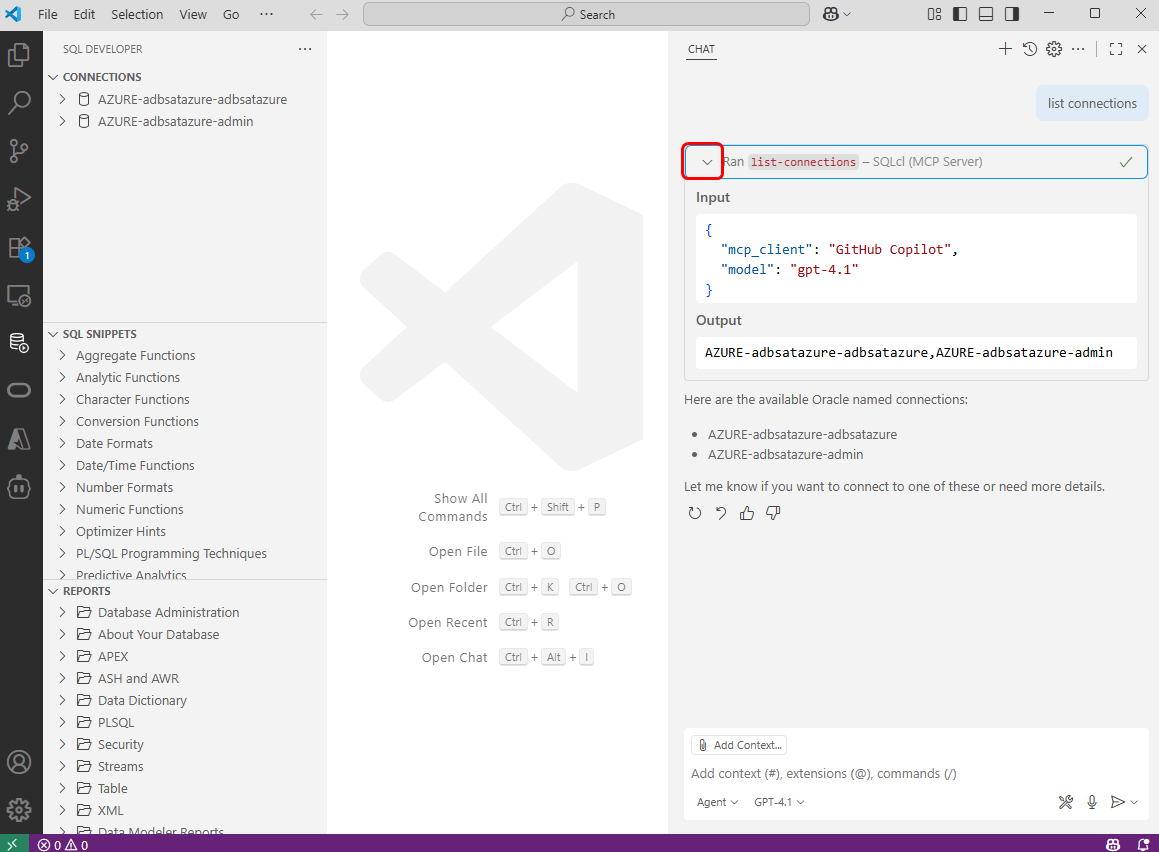 File Edit Selection View Go ··· Search
SQL DEVELOPER
CONNECTIONS
AZURE-adbsatazure-adbsatazure
AZURE-adbsatazure-admin
1
SQL SNIPPETS
Aggregate Functions
Analytic Functions
Character Functions
Conversion Functions
Date Formats
Date/Time Functions
Number Formats
Numeric Functions
Optimizer Hints
PL/SQL Programming Techniques
Predictive Analytics
REPORTS
Database Administration
About Your Database
APEX
ASH and AWR
Data Dictionary
PLSQL
Security
Streams
Table
XML
Data Modeler Reports
Show All
Commands Ctrl + Shift + P
Open File Ctrl + O
Open Folder Ctrl + K Ctrl + O
Open Recent Ctrl + R
Open Chat Ctrl + Alt + I
CHAT
list connections
Ran list-connections – SQLcl (MCP Server)
Input
{
"mcp_client": "GitHub Copilot",
"model": "gpt-4.1"
}
Output
AZURE-adbsatazure-adbsatazure,AZURE-adbsatazure-admin
Here are the available Oracle named connections:
• AZURE-adbsatazure-adbsatazure
• AZURE-adbsatazure-admin
Let me know if you want to connect to one of these or need more details.
Add Context...
Add context (#), extensions (@), commands (/)
Agent GPT-4.1
0 0